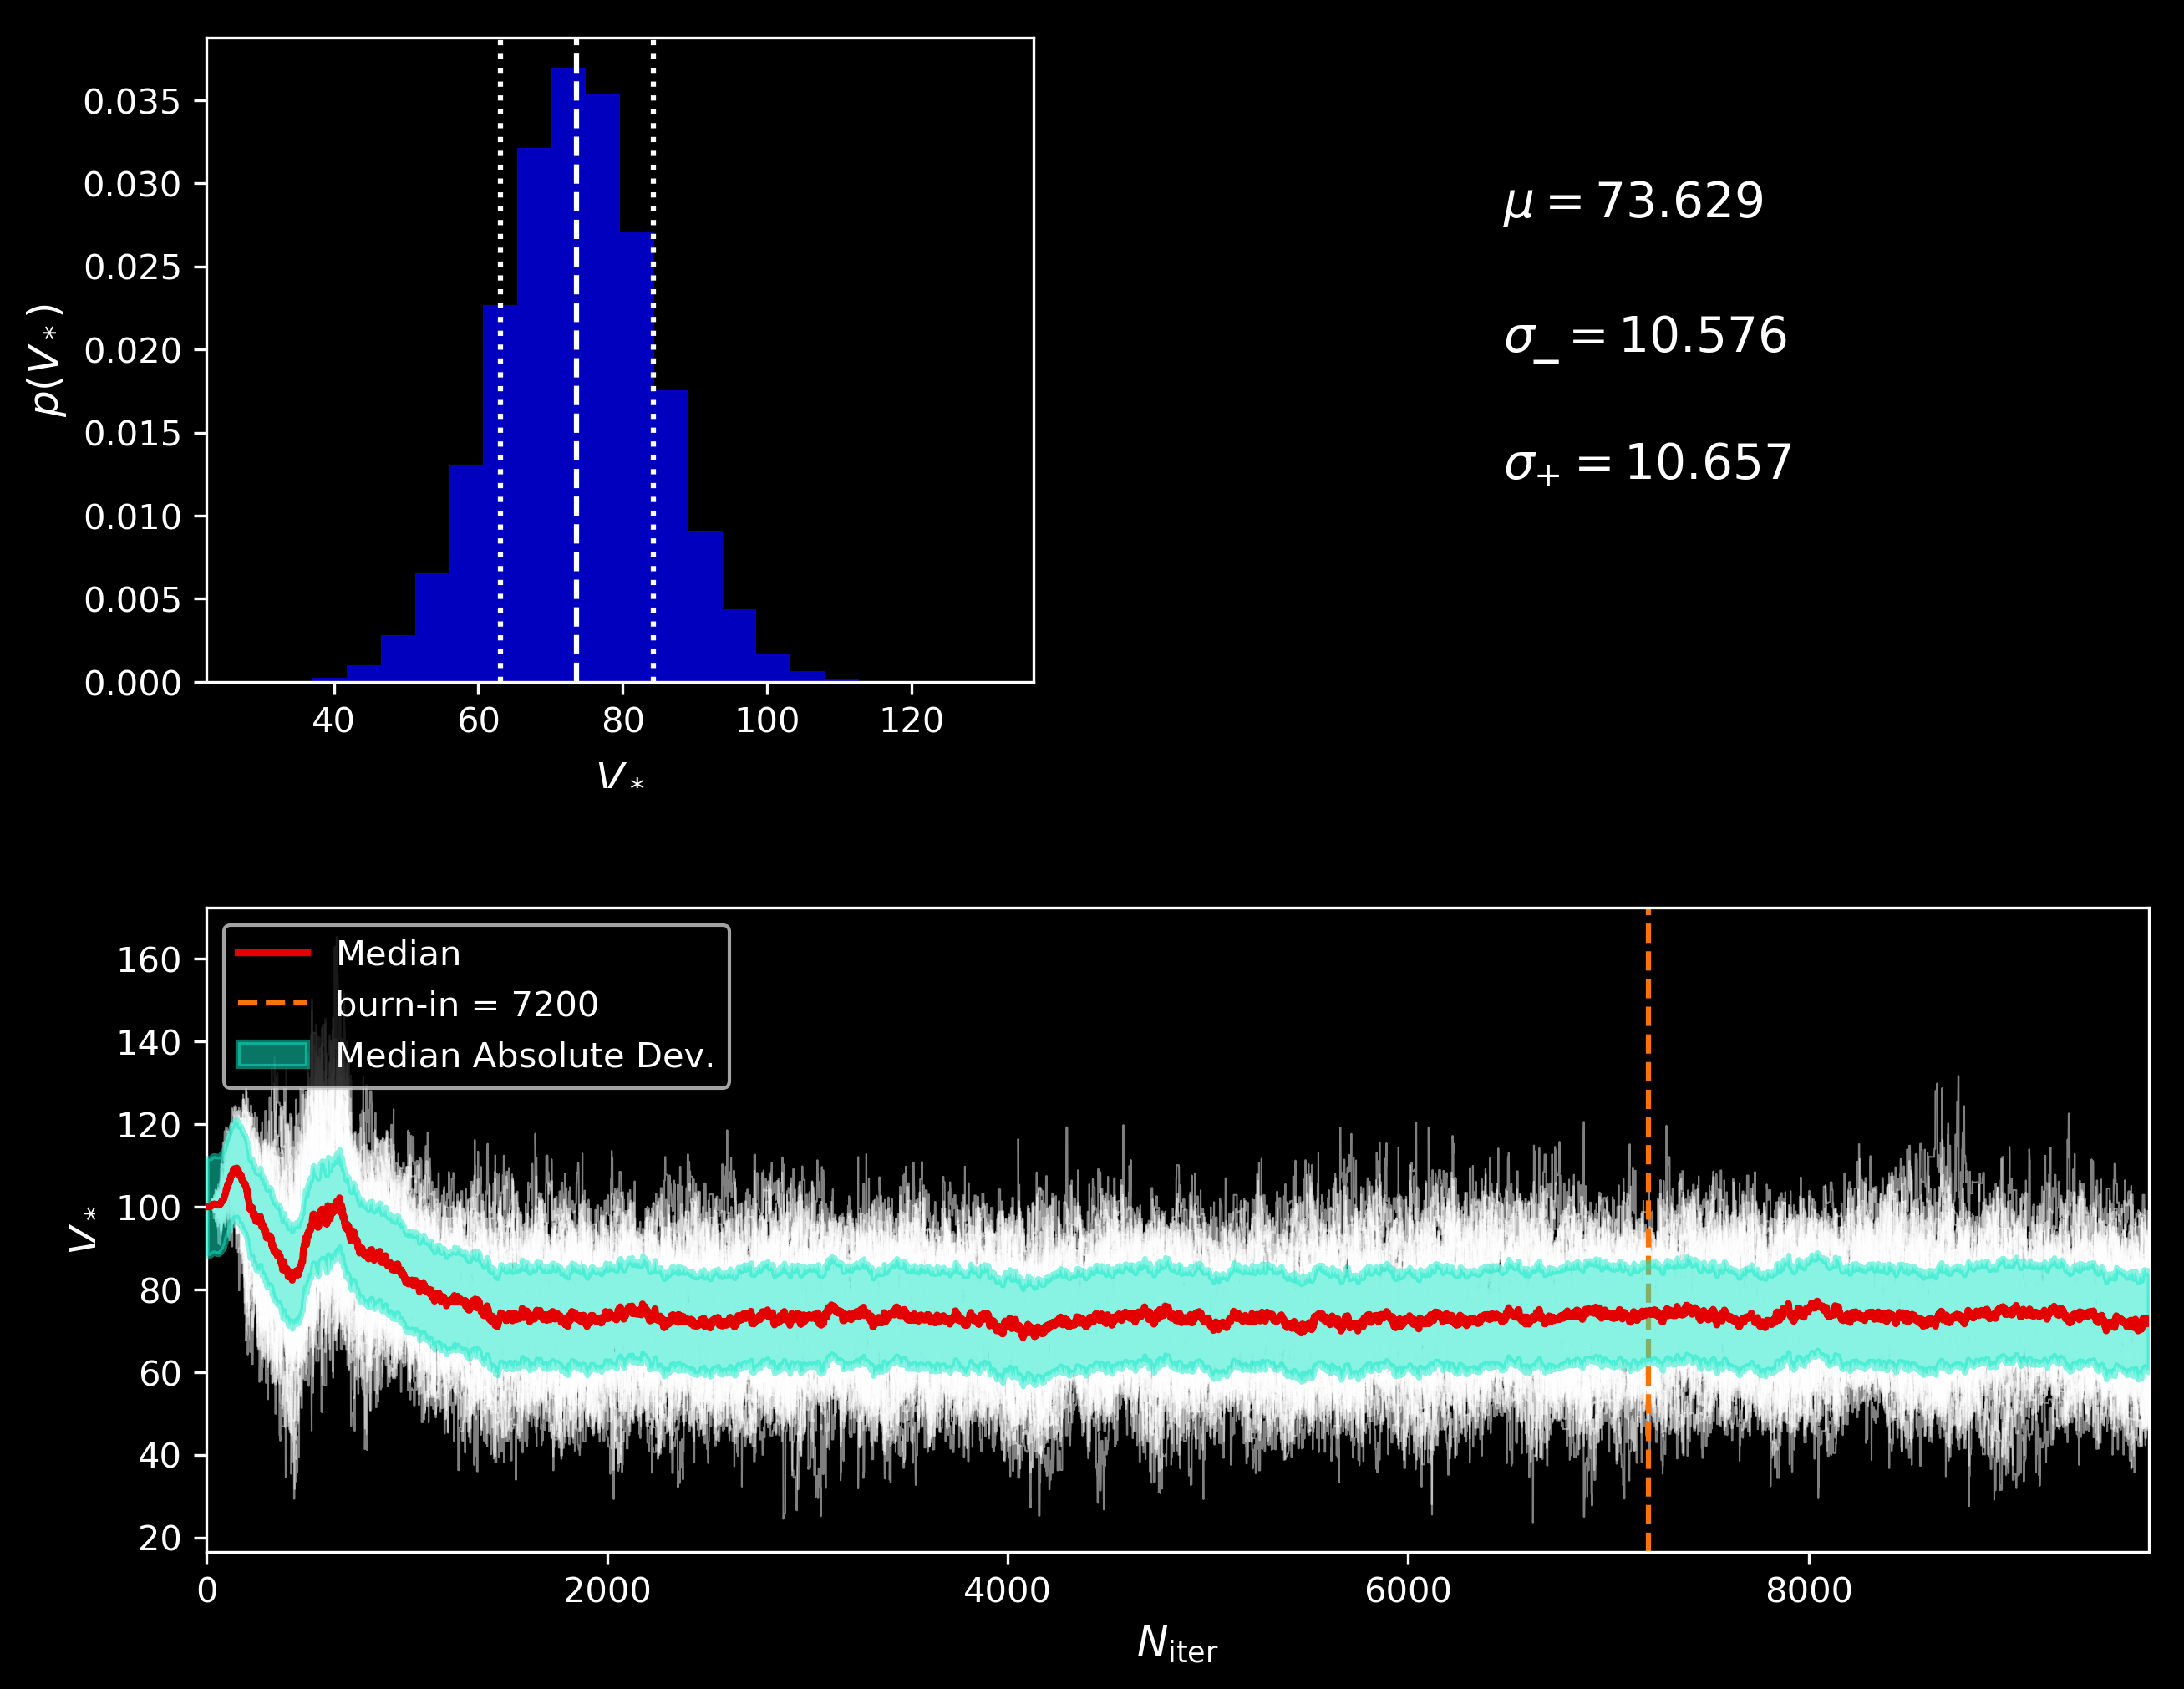 0.035
0.030
0.025
0.020
0.015
0.010
0.005
0.000
p(V*)
40 60 80 100 120
V*
μ = 73.629
σ_ = 10.576
σ+ = 10.657
Median
burn-in = 7200
Median Absolute Dev.
160
140
120
100
80
60
40
20
V*
0 2000 4000 6000 8000
Niter